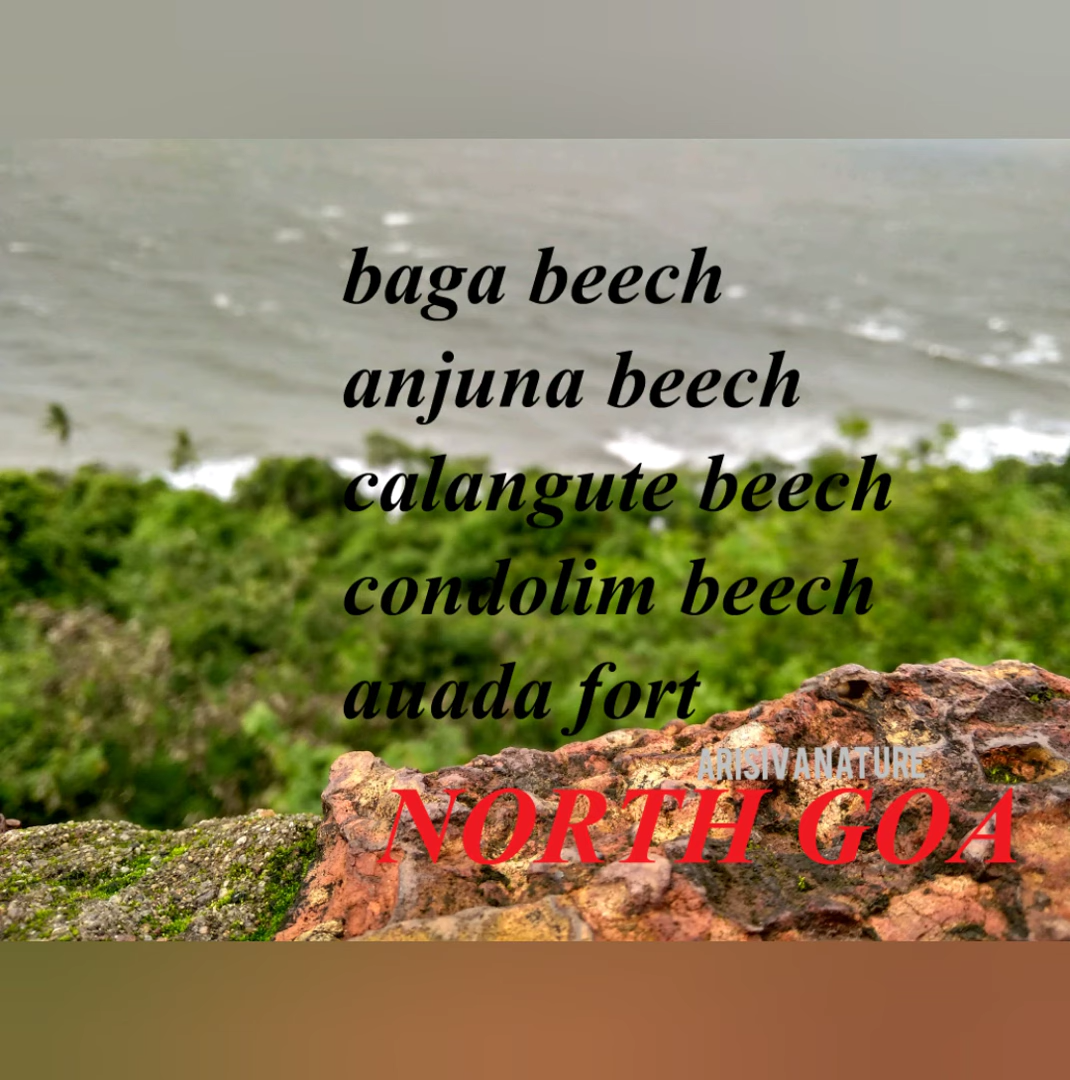 baga beech
anjuna beech
calangute beech
condolim beech
auada fort
ARISIVANATURE
NORTH GOA